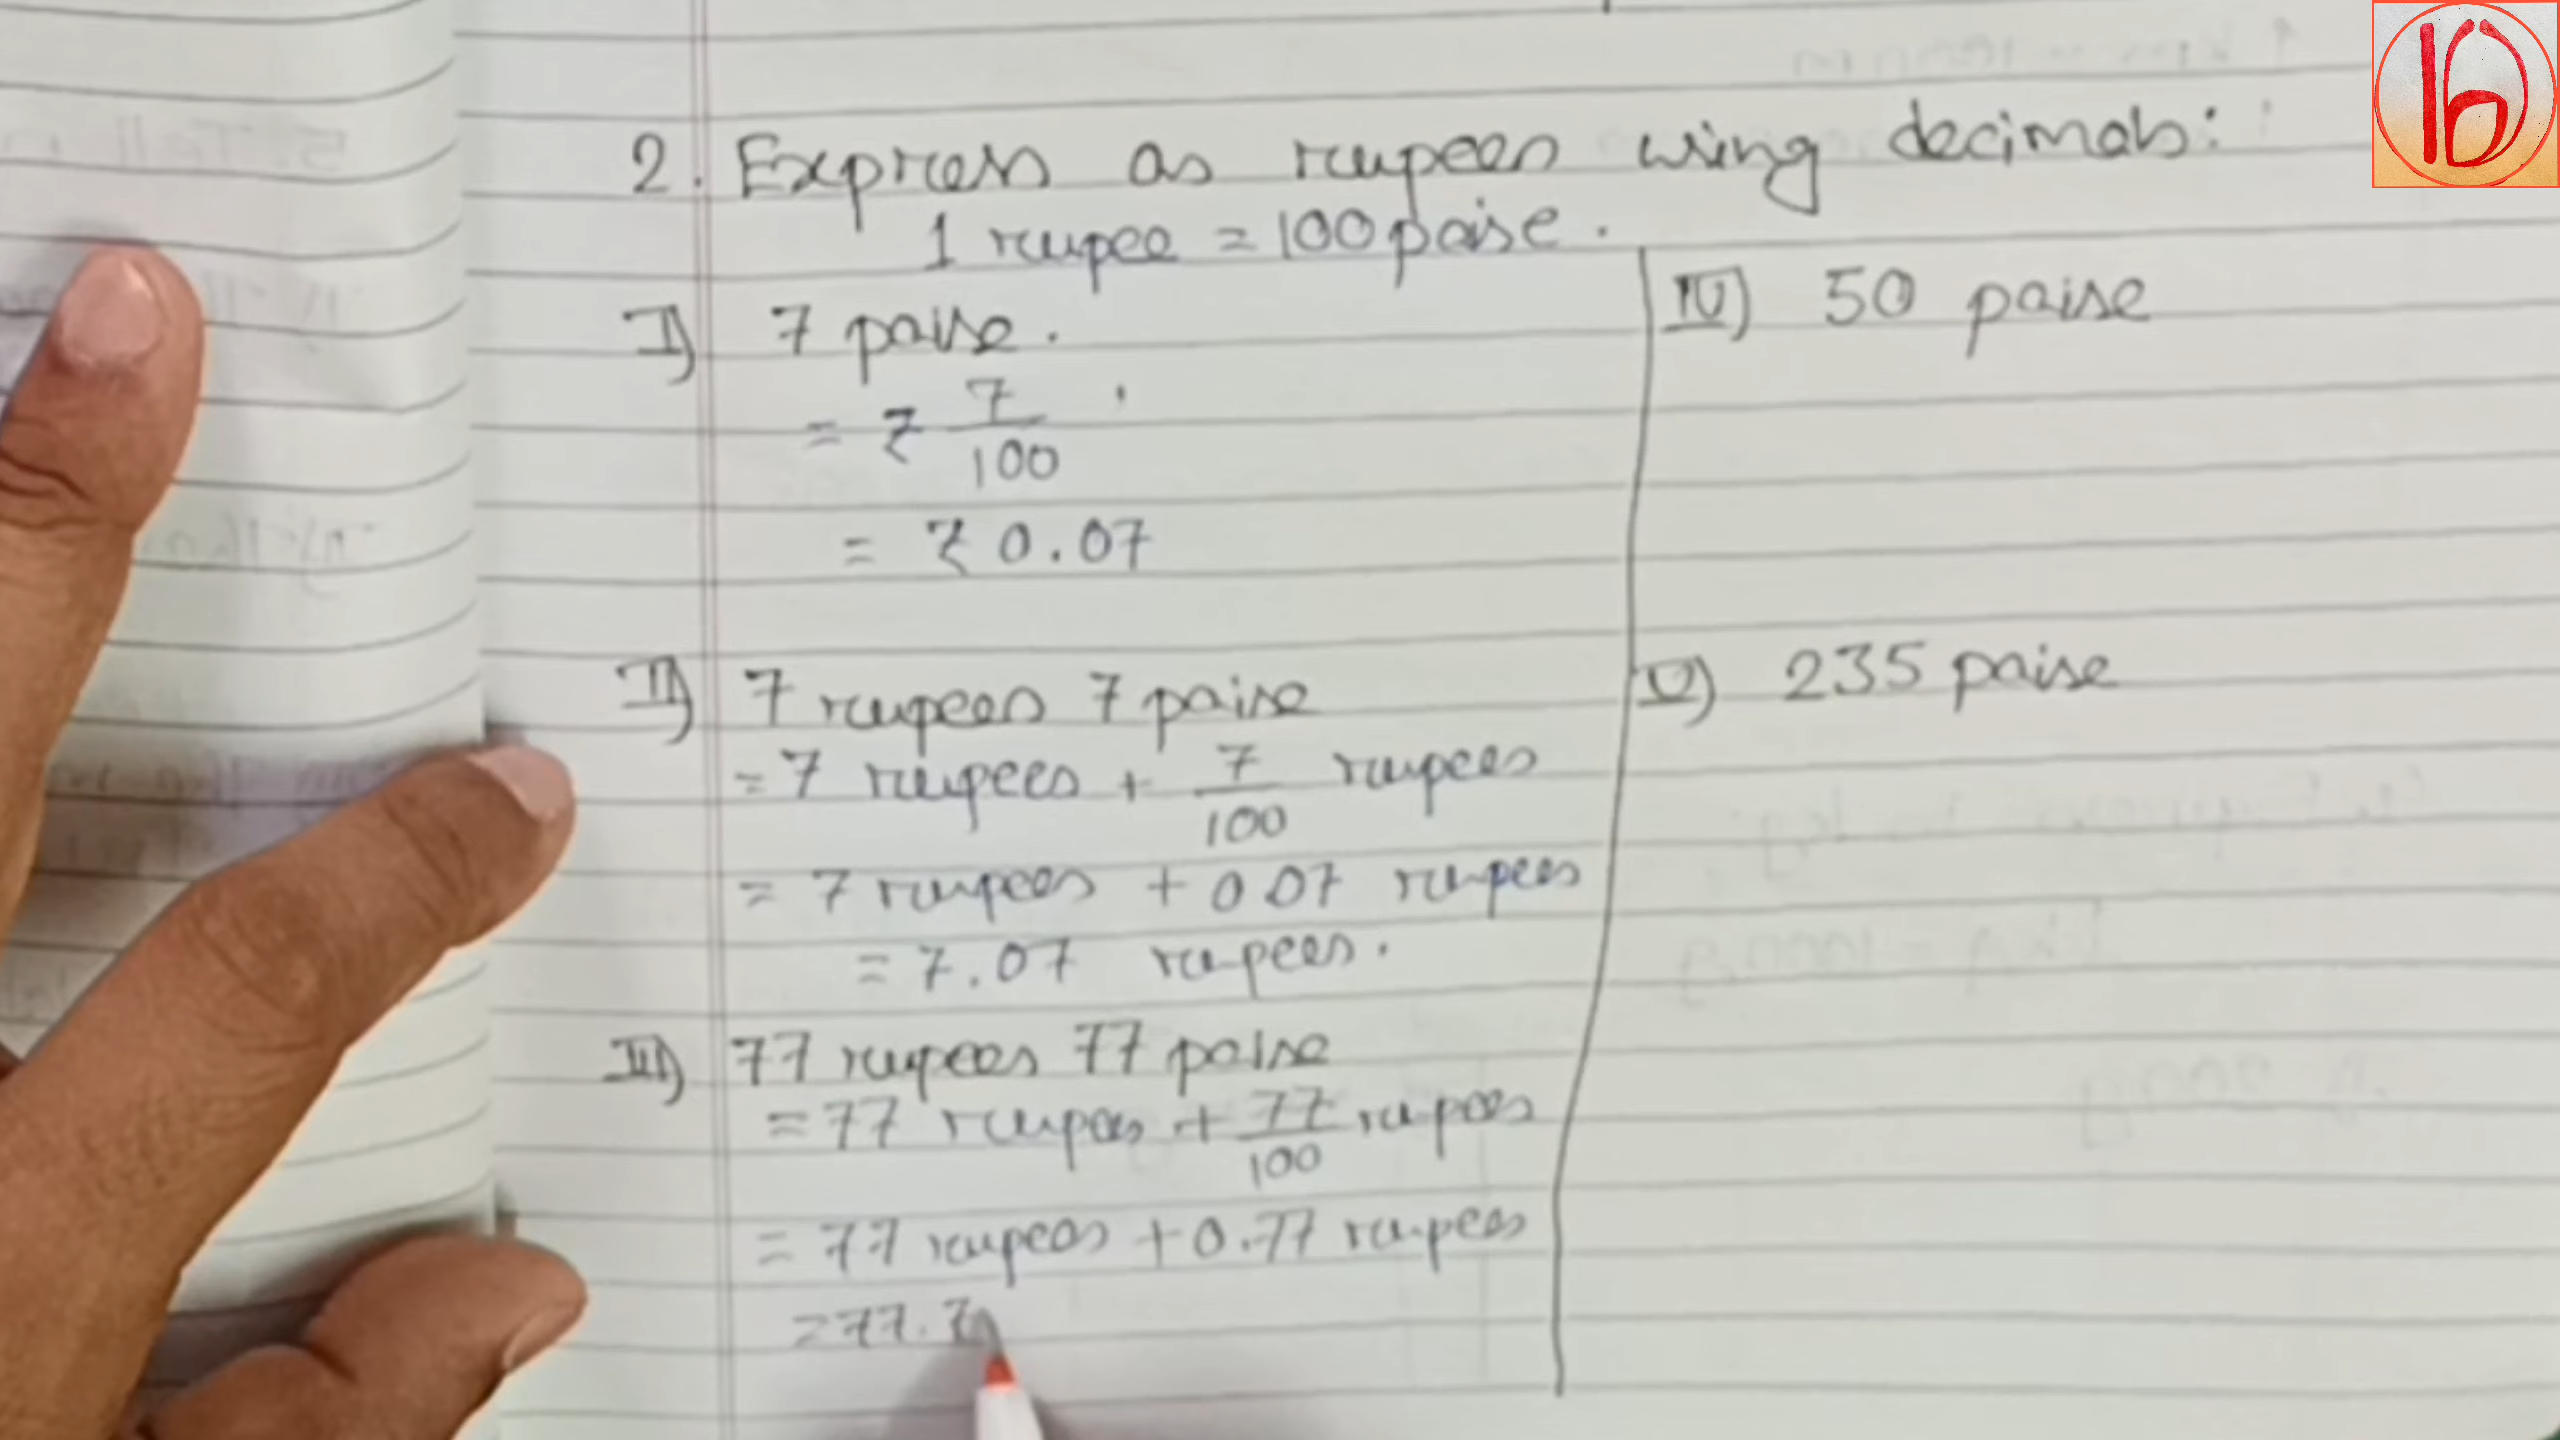 2. Express as rupees using decimals:
1 rupee = 100 paise.
I) 7 paise.
= ₹ 7/100
= ₹ 0.07
II) 7 rupees 7 paise
= 7 rupees + 7/100 rupees
= 7 rupees + 0.07 rupees
= 7.07 rupees.
III) 77 rupees 77 paise
= 77 rupees + 77/100 rupees
= 77 rupees + 0.77 rupees
= 77.7
IV) 50 paise
V) 235 paise